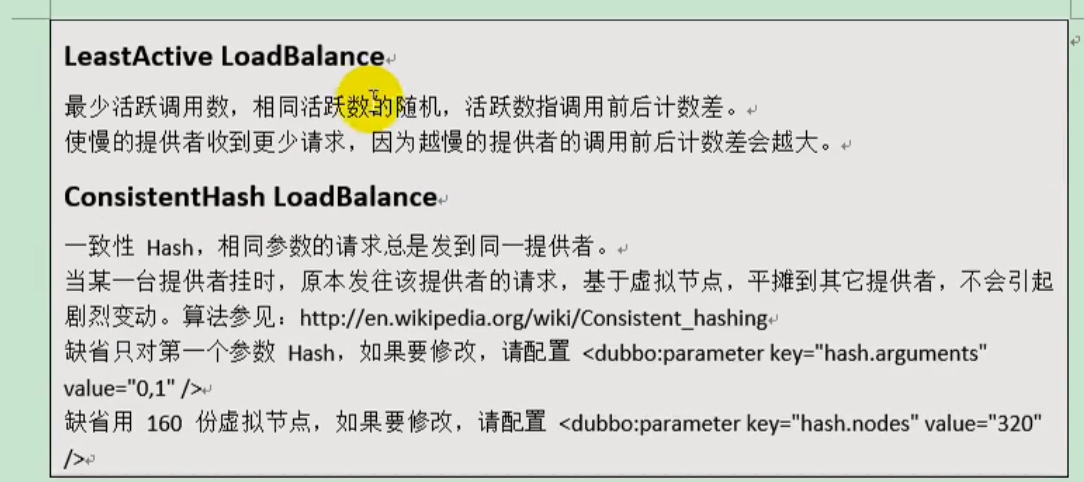 LeastActive LoadBalance
最少活跃调用数，相同活跃数的随机，活跃数指调用前后计数差。
使慢的提供者收到更少请求，因为越慢的提供者的调用前后计数差会越大。
ConsistentHash LoadBalance
一致性 Hash，相同参数的请求总是发到同一提供者。
当某一台提供者挂时，原本发往该提供者的请求，基于虚拟节点，平摊到其它提供者，不会引起
剧烈变动。算法参见：http://en.wikipedia.org/wiki/Consistent_hashing
缺省只对第一个参数 Hash，如果要修改，请配置 <dubbo:parameter key="hash.arguments"
value="0,1" />
缺省用 160 份虚拟节点，如果要修改，请配置 <dubbo:parameter key="hash.nodes" value="320"
/>